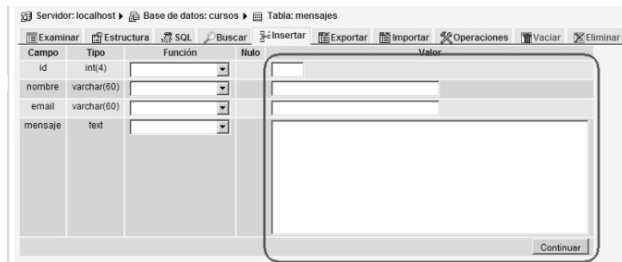 Servidor: localhost ▸ Base de datos: cursos ▸ Tabla: mensajes
Examinar Estructura SQL Buscar Insertar Exportar Importar Operaciones Vaciar Eliminar
Campo Tipo Función Nulo Valor
id int(4)
nombre varchar(60)
email varchar(60)
mensaje text
Continuar